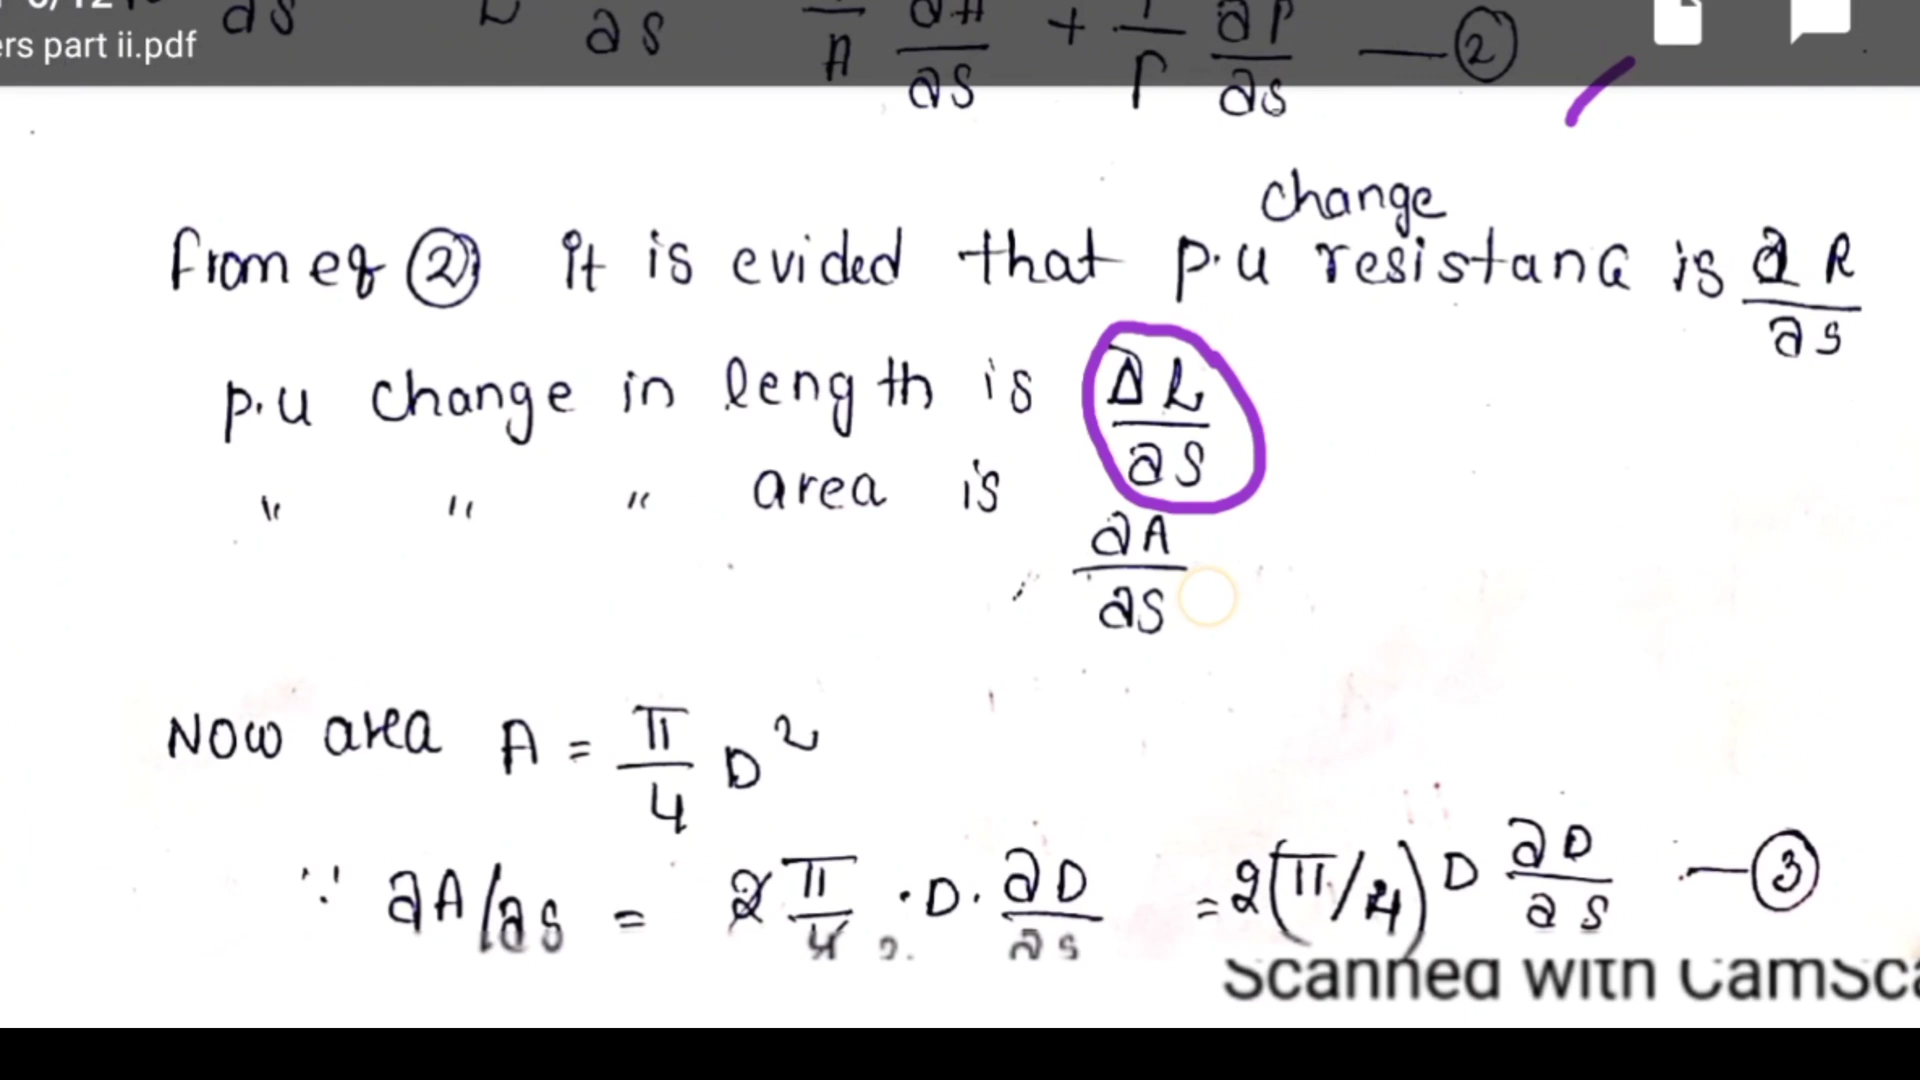 ers part ii.pdf
∂s ∂s A ∂s + 1/ρ ∂ρ/∂s — ②
change
from eq ② it is evided that p.u resistance is ∂R/∂s
p.u change in length is ΔL/∂s
" " " area is ∂A/∂s
Now area A = π/4 D²
∵ ∂A/∂s = 2 π/4 · D · ∂D/∂s = 2(π/4) D ∂D/∂s — ③
Scanned with CamSca